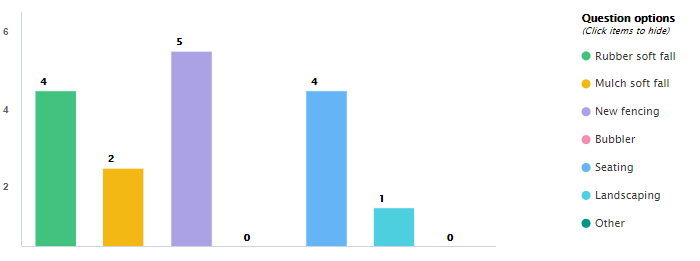 6
4
2
4
2
5
0
4
1
0
Question options
(Click items to hide)
Rubber soft fall
Mulch soft fall
New fencing
Bubbler
Seating
Landscaping
Other